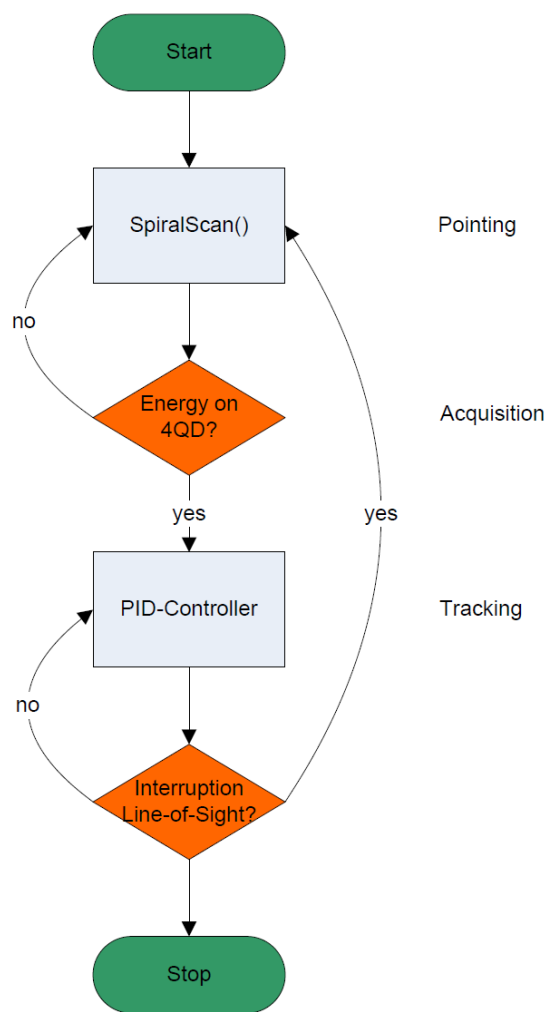 Start
SpiralScan()
Pointing
no
Energy on
4QD?
Acquisition
yes
yes
PID-Controller
Tracking
no
Interruption
Line-of-Sight?
Stop